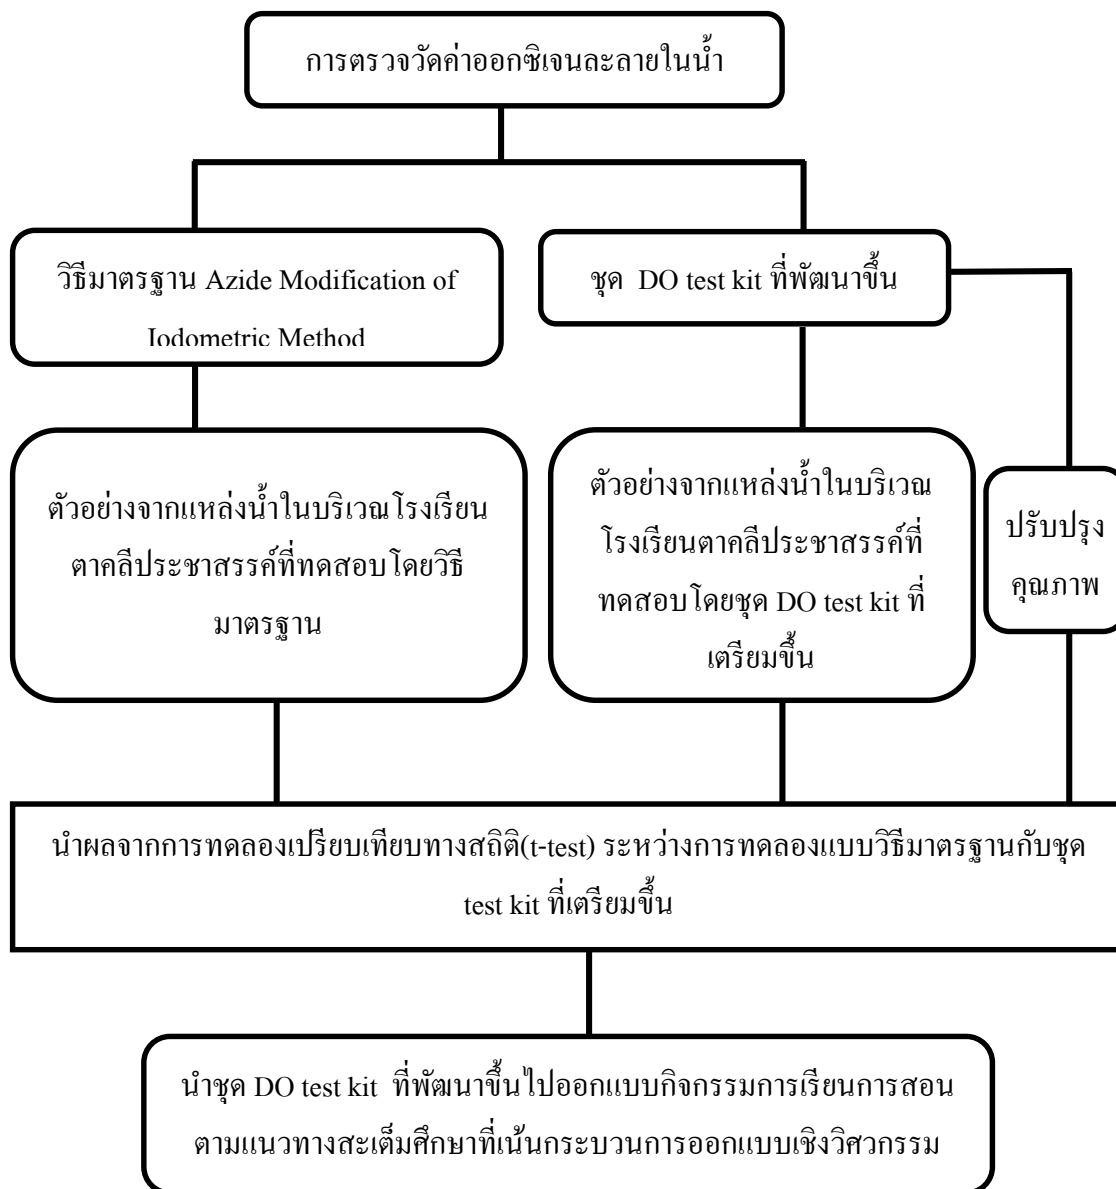 การตรวจวัดค่าออกซิเจนละลายในน้ำ
วิธีมาตรฐาน Azide Modification of
Iodometric Method
ชุด DO test kit ที่พัฒนาขึ้น
ตัวอย่างจากแหล่งน้ำในบริเวณโรงเรียน
ตาคลีประชาสรรค์ที่ทดสอบโดยวิธี
มาตรฐาน
ตัวอย่างจากแหล่งน้ำในบริเวณ
โรงเรียนตาคลีประชาสรรค์ที่
ทดสอบโดยชุด DO test kit ที่
เตรียมขึ้น
ปรับปรุง
คุณภาพ
นำผลจากการทดลองเปรียบเทียบทางสถิติ(t-test) ระหว่างการทดลองแบบวิธีมาตรฐานกับชุด
test kit ที่เตรียมขึ้น
นำชุด DO test kit ที่พัฒนาขึ้นไปออกแบบกิจกรรมการเรียนการสอน
ตามแนวทางสะเต็มศึกษาที่เน้นกระบวนการออกแบบเชิงวิศวกรรม